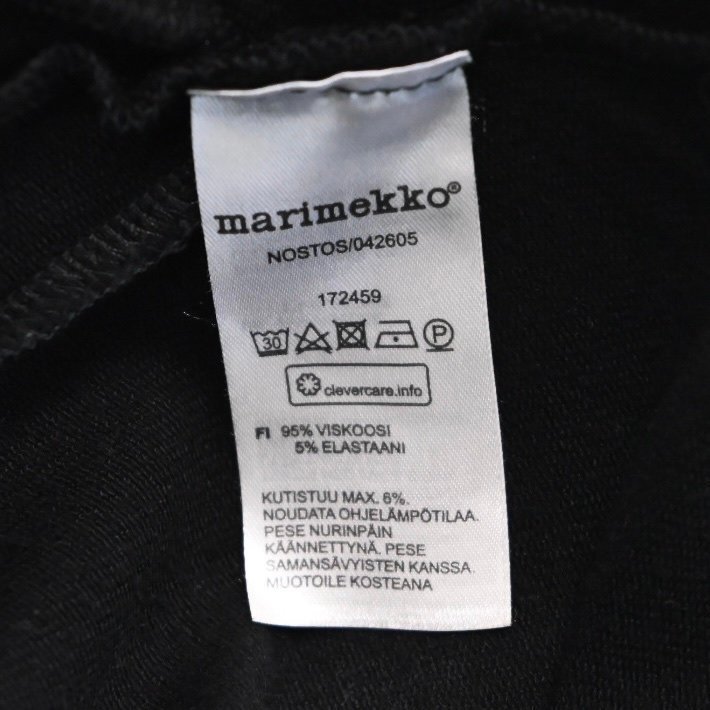 marimekko®
NOSTOS/042605
172459
30 P
clevercare.info
FI 95% VISKOOSI
5% ELASTAANI
KUTISTUU MAX. 6%.
NOUDATA OHJELÄMPÖTILAA.
PESE NURINPÄIN
KÄÄNNETTYNÄ. PESE
SAMANSÄVYISTEN KANSSA.
MUOTOILE KOSTEANA